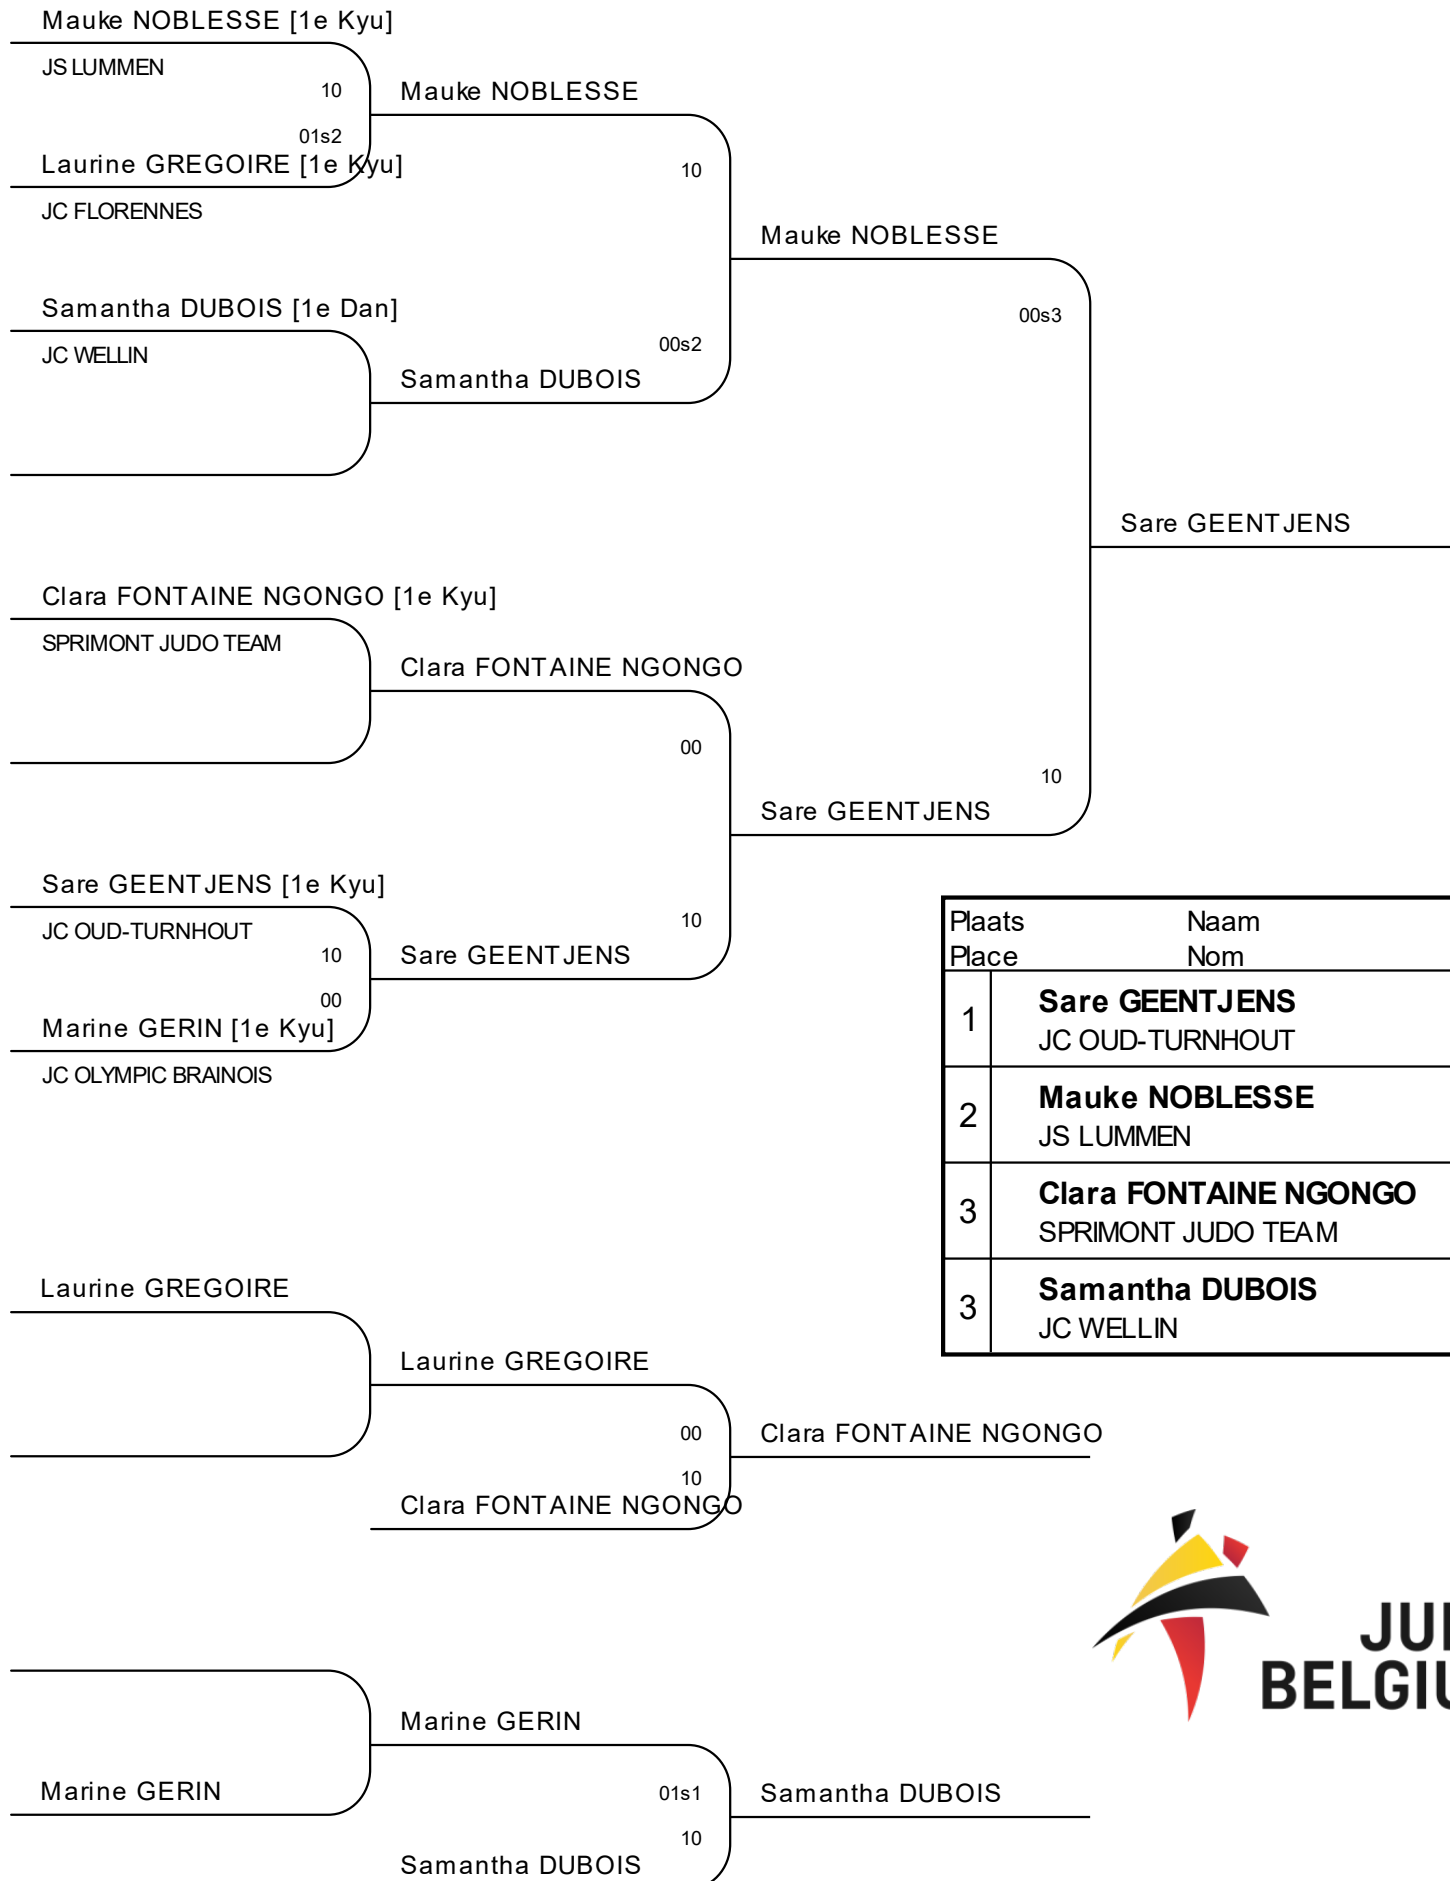 Mauke NOBLESSE [1e Kyu]
JS LUMMEN
10
Mauke NOBLESSE
01s2
Laurine GREGOIRE [1e Kyu]
10
JC FLORENNES
Mauke NOBLESSE
Samantha DUBOIS [1e Dan]
00s3
JC WELLIN
00s2
Samantha DUBOIS
Sare GEENTJENS
Clara FONTAINE NGONGO [1e Kyu]
SPRIMONT JUDO TEAM
Clara FONTAINE NGONGO
00
10
Sare GEENTJENS
Sare GEENTJENS [1e Kyu]
JC OUD-TURNHOUT
10
10
Sare GEENTJENS
00
Marine GERIN [1e Kyu]
JC OLYMPIC BRAINOIS
Plaats Naam
Place Nom
1 Sare GEENTJENS
JC OUD-TURNHOUT
2 Mauke NOBLESSE
JS LUMMEN
3 Clara FONTAINE NGONGO
SPRIMONT JUDO TEAM
3 Samantha DUBOIS
JC WELLIN
Laurine GREGOIRE
Laurine GREGOIRE
00
Clara FONTAINE NGONGO
10
Clara FONTAINE NGONGO
Marine GERIN
Marine GERIN
01s1
Samantha DUBOIS
10
Samantha DUBOIS